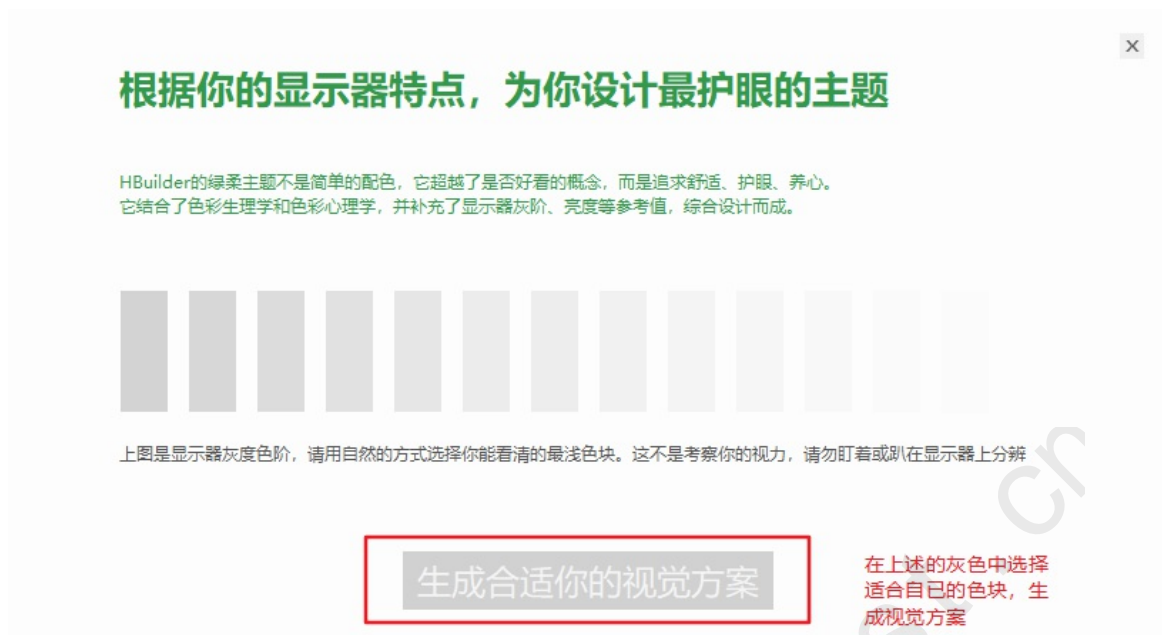 根据你的显示器特点，为你设计最护眼的主题
HBuilder的绿柔主题不是简单的配色，它超越了是否好看的概念，而是追求舒适、护眼、养心。
它结合了色彩生理学和色彩心理学，并补充了显示器灰阶、亮度等参考值，综合设计而成。
上图是显示器灰度色阶，请用自然的方式选择你能看清的最浅色块。这不是考察你的视力，请勿盯着或趴在显示器上分辨
生成合适你的视觉方案
在上述的灰色中选择
适合自己的色块，生
成视觉方案